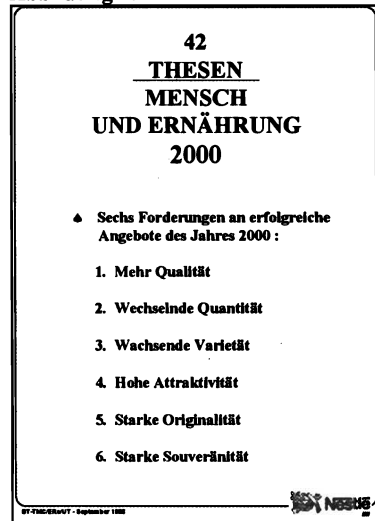 42
THESEN
MENSCH
UND ERNÄHRUNG
2000
♠ Sechs Forderungen an erfolgreiche
Angebote des Jahres 2000 :
1. Mehr Qualität
2. Wechselnde Quantität
3. Wachsende Varietät
4. Hohe Attraktivität
5. Starke Originalität
6. Starke Souveränität
Nestlé